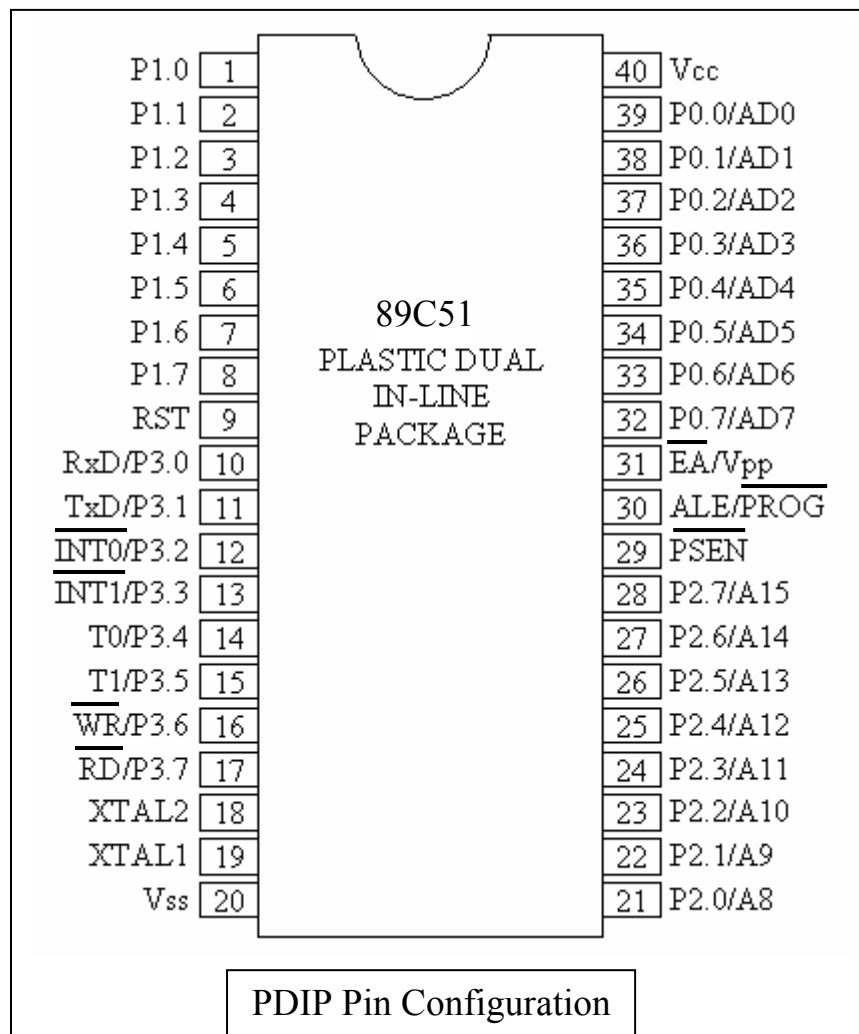 P1.0 1 40 Vcc
P1.1 2 39 P0.0/AD0
P1.2 3 38 P0.1/AD1
P1.3 4 37 P0.2/AD2
P1.4 5 36 P0.3/AD3
P1.5 6 35 P0.4/AD4
P1.6 7 34 P0.5/AD5
P1.7 8 33 P0.6/AD6
RST 9 32 P0.7/AD7
RxD/P3.0 10 31 E̅A̅/Vpp
TxD/P3.1 11 30 ALE/P̅R̅O̅G̅
I̅N̅T̅0̅/P3.2 12 29 P̅S̅E̅N̅
I̅N̅T̅1̅/P3.3 13 28 P2.7/A15
T0/P3.4 14 27 P2.6/A14
T1/P3.5 15 26 P2.5/A13
W̅R̅/P3.6 16 25 P2.4/A12
R̅D̅/P3.7 17 24 P2.3/A11
XTAL2 18 23 P2.2/A10
XTAL1 19 22 P2.1/A9
Vss 20 21 P2.0/A8
89C51
PLASTIC DUAL
IN-LINE
PACKAGE
PDIP Pin Configuration